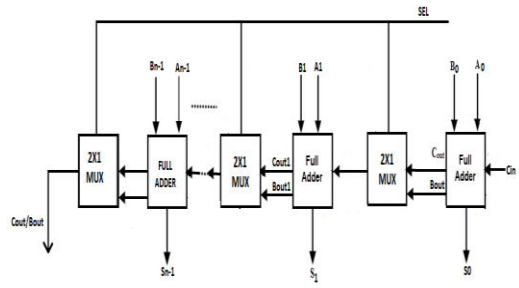 SEL
Bn-1 An-1
B1 A1
B0 A0
2X1 MUX
FULL ADDER
2X1 MUX
Cout1
Bout1
Full Adder
2X1 MUX
Cout
Bout
Full Adder
Cin
Cout/Bout
Sn-1
S1
S0